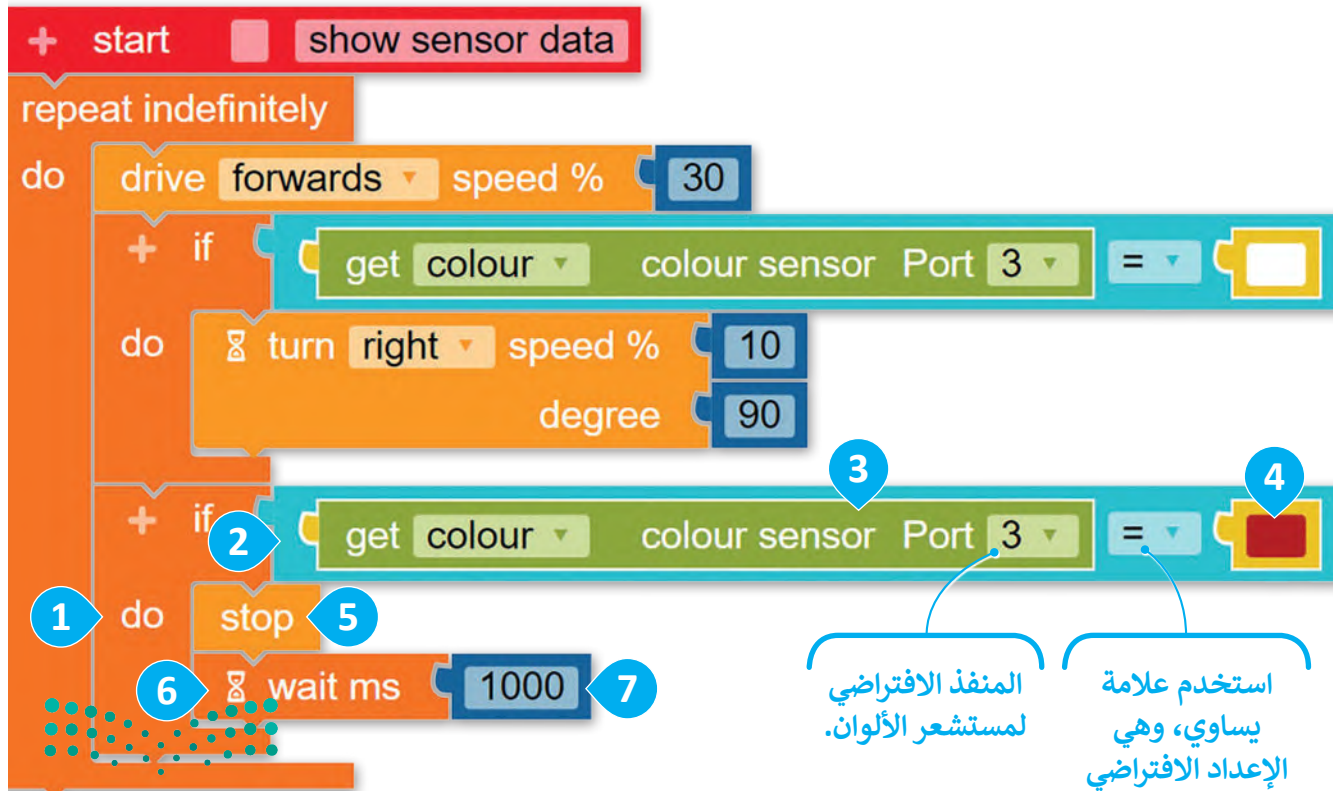 + start show sensor data
repeat indefinitely
do drive forwards speed % 30
+ if get colour colour sensor Port 3 =
do turn right speed % 10
degree 90
3 4
+ if 2 get colour colour sensor Port 3 =
1 do stop 5
6 wait ms 1000 7
المنفذ الافتراضي
لمستشعر الألوان.
استخدم علامة
يساوي، وهي
الإعداد الافتراضي